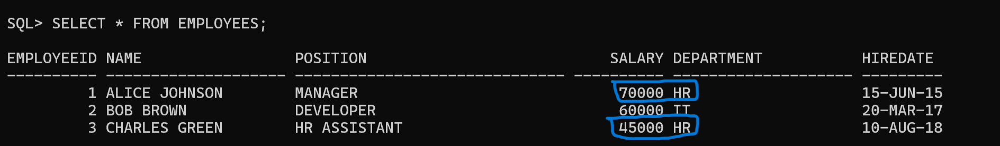 SQL> SELECT * FROM EMPLOYEES;
EMPLOYEEID NAME POSITION SALARY DEPARTMENT HIREDATE
---------- -------------------- ------------------------------ ---------- -------------------- ---------
1 ALICE JOHNSON MANAGER 70000 HR 15-JUN-15
2 BOB BROWN DEVELOPER 60000 IT 20-MAR-17
3 CHARLES GREEN HR ASSISTANT 45000 HR 10-AUG-18